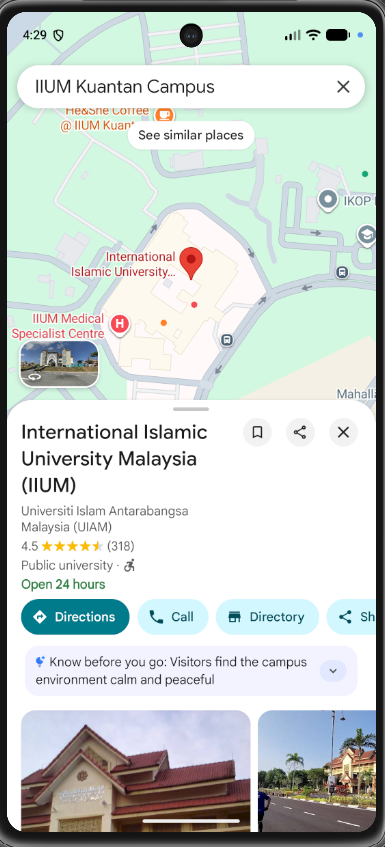 4:29
IIUM Kuantan Campus
He&She Coffee
@ IIUM Kuant
See similar places
IKOP
International
Islamic University...
IIUM Medical
Specialist Centre
Mahall
International Islamic
University Malaysia
(IIUM)
Universiti Islam Antarabangsa
Malaysia (UIAM)
4.5 (318)
Public university ·
Open 24 hours
Directions
Call
Directory
Sh
Know before you go: Visitors find the campus
environment calm and peaceful